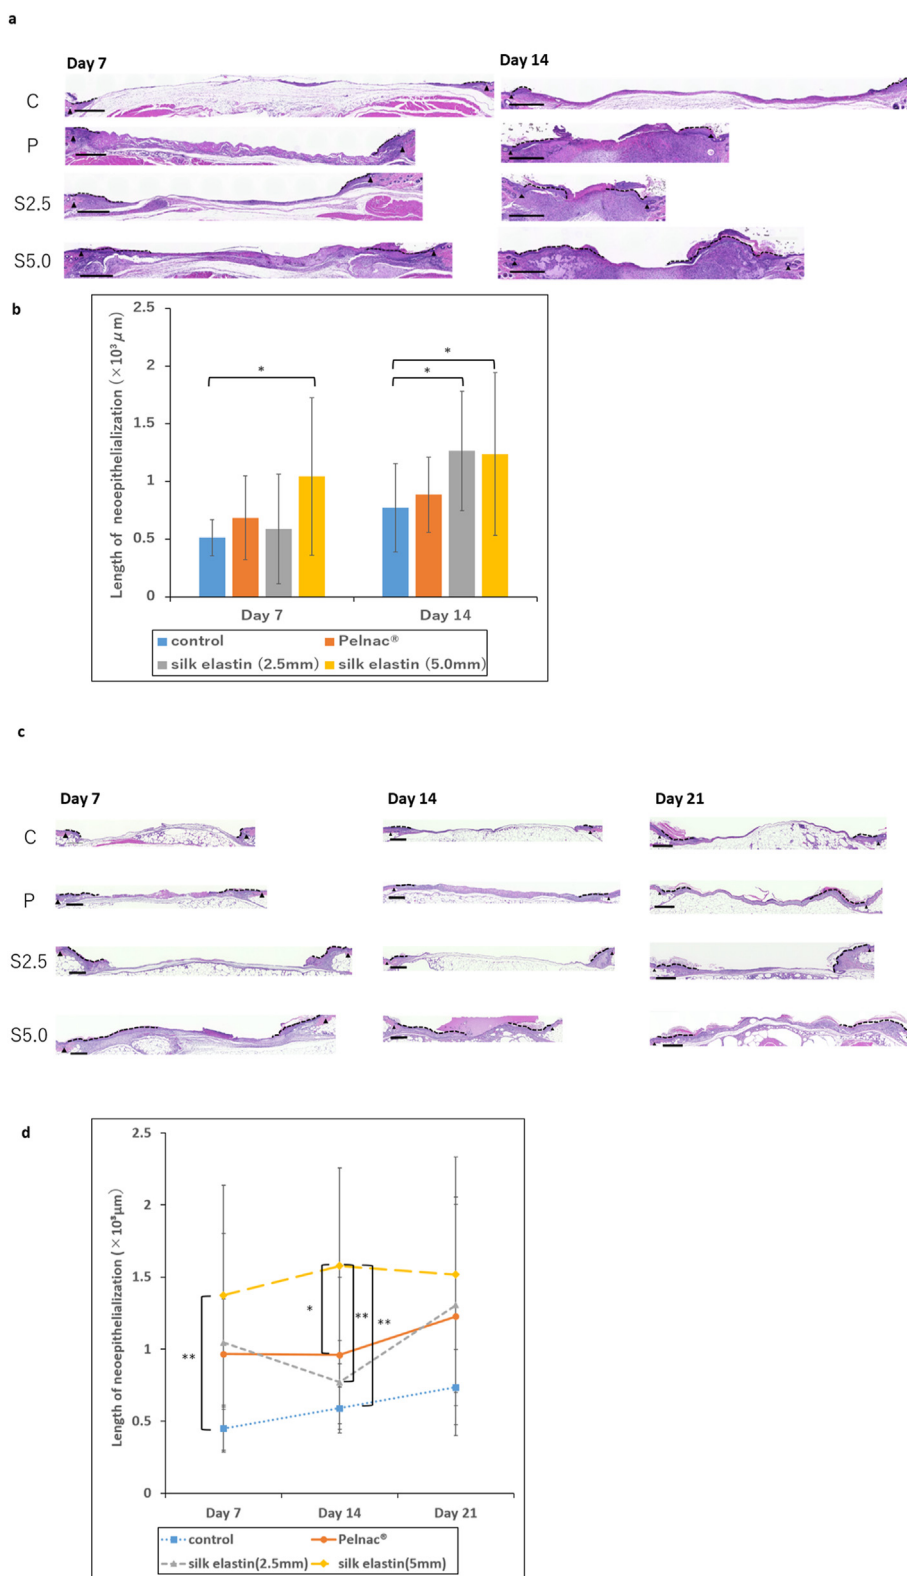 a
Day 7
Day 14
C
P
S2.5
S5.0
b
Length of neoepithelialization (×10³μm)
2.5
2
1.5
1
0.5
0
*
*
*
Day 7
Day 14
control
Pelnac®
silk elastin (2.5mm)
silk elastin (5.0mm)
c
Day 7
Day 14
Day 21
C
P
S2.5
S5.0
d
Length of neoepithelialization (×10³μm)
2.5
2
1.5
1
0.5
0
**
*
**
**
Day 7
Day 14
Day 21
control
Pelnac®
silk elastin(2.5mm)
silk elastin(5mm)